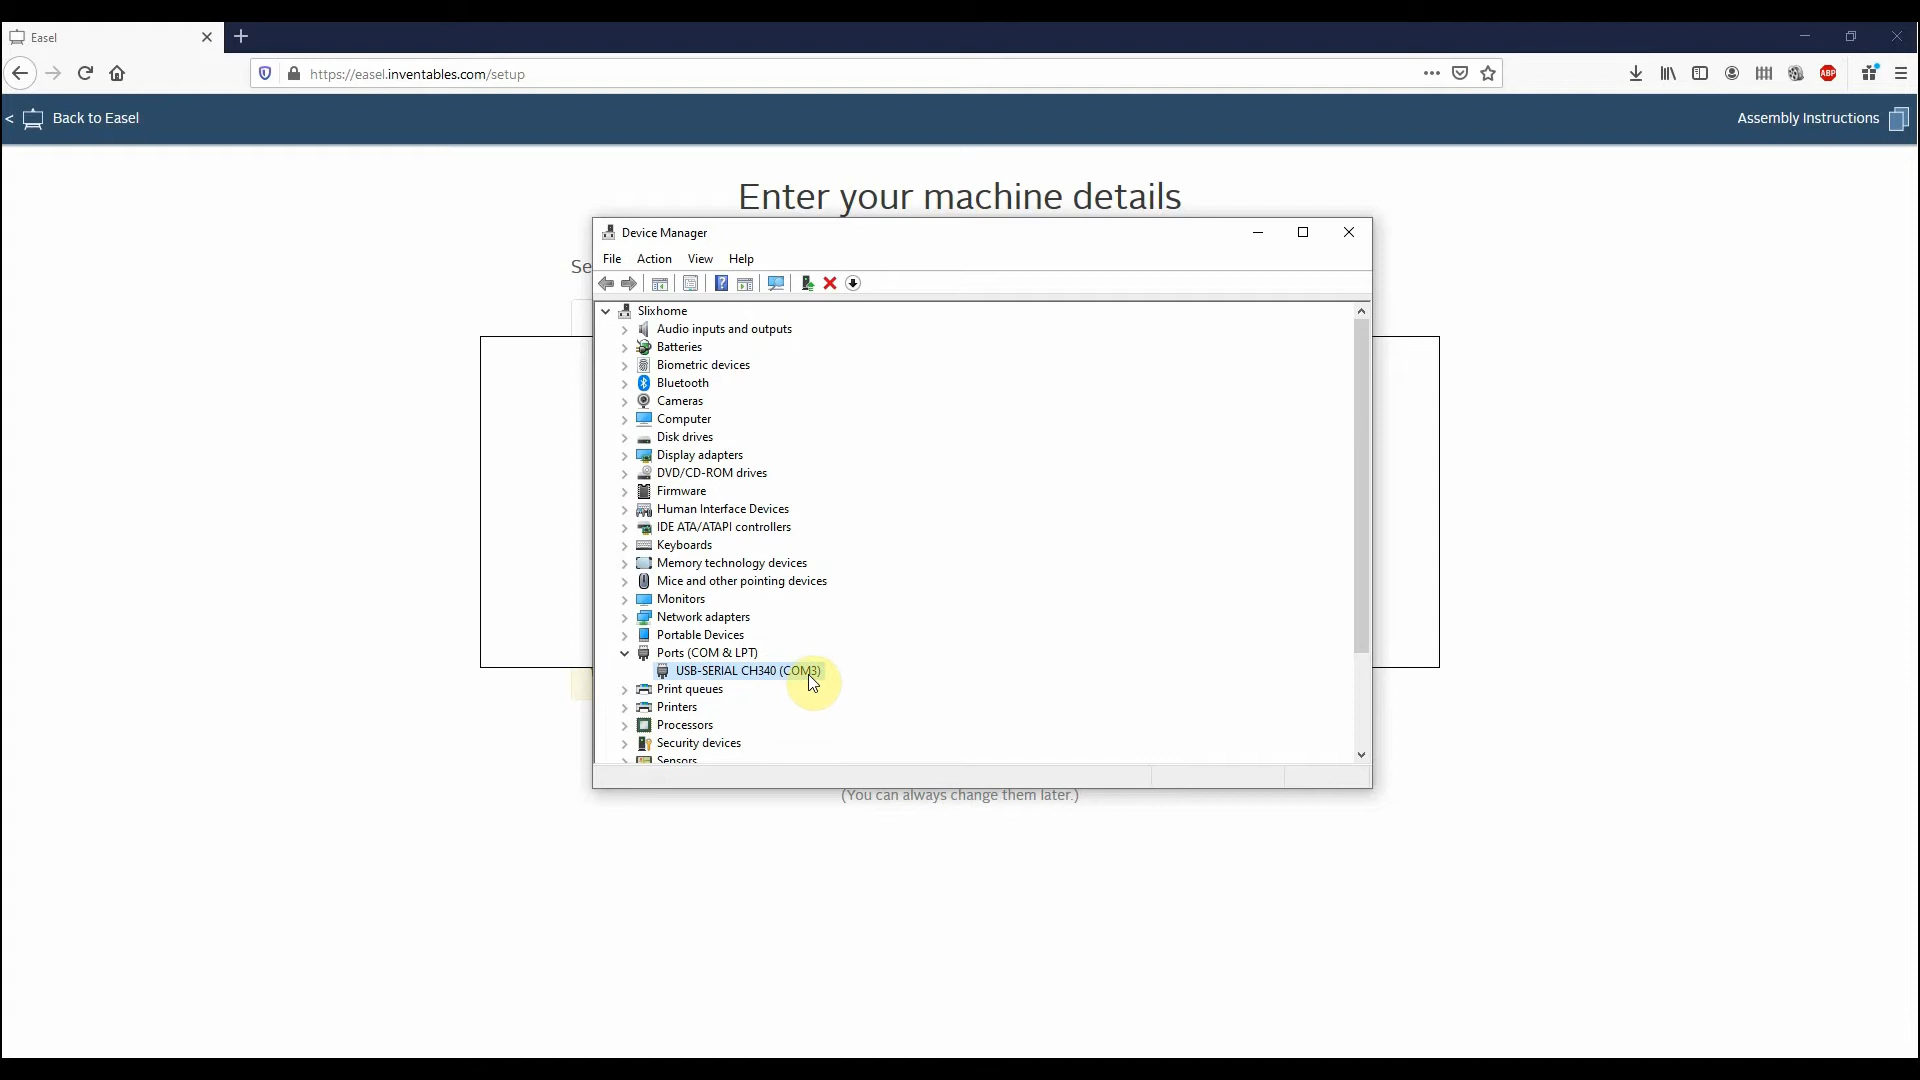 Easel
https://easel.inventables.com/setup
ABP
< Back to Easel
Assembly Instructions
Enter your machine details
Se
Device Manager
File Action View Help
Slixhome
Audio inputs and outputs
Batteries
Biometric devices
Bluetooth
Cameras
Computer
Disk drives
Display adapters
DVD/CD-ROM drives
Firmware
Human Interface Devices
IDE ATA/ATAPI controllers
Keyboards
Memory technology devices
Mice and other pointing devices
Monitors
Network adapters
Portable Devices
Ports (COM & LPT)
USB-SERIAL CH340 (COM3)
Print queues
Printers
Processors
Security devices
Sensors
(You can always change them later.)